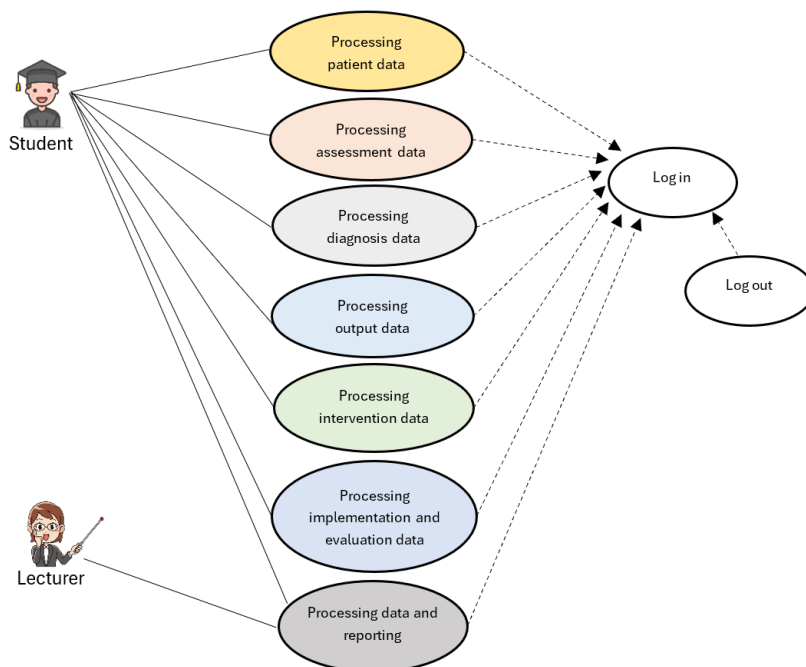 Processing
patient data
Student
Processing
assessment data
Log in
Processing
diagnosis data
Log out
Processing
output data
Processing
intervention data
Processing
implementation and
evaluation data
Lecturer
Processing data and
reporting